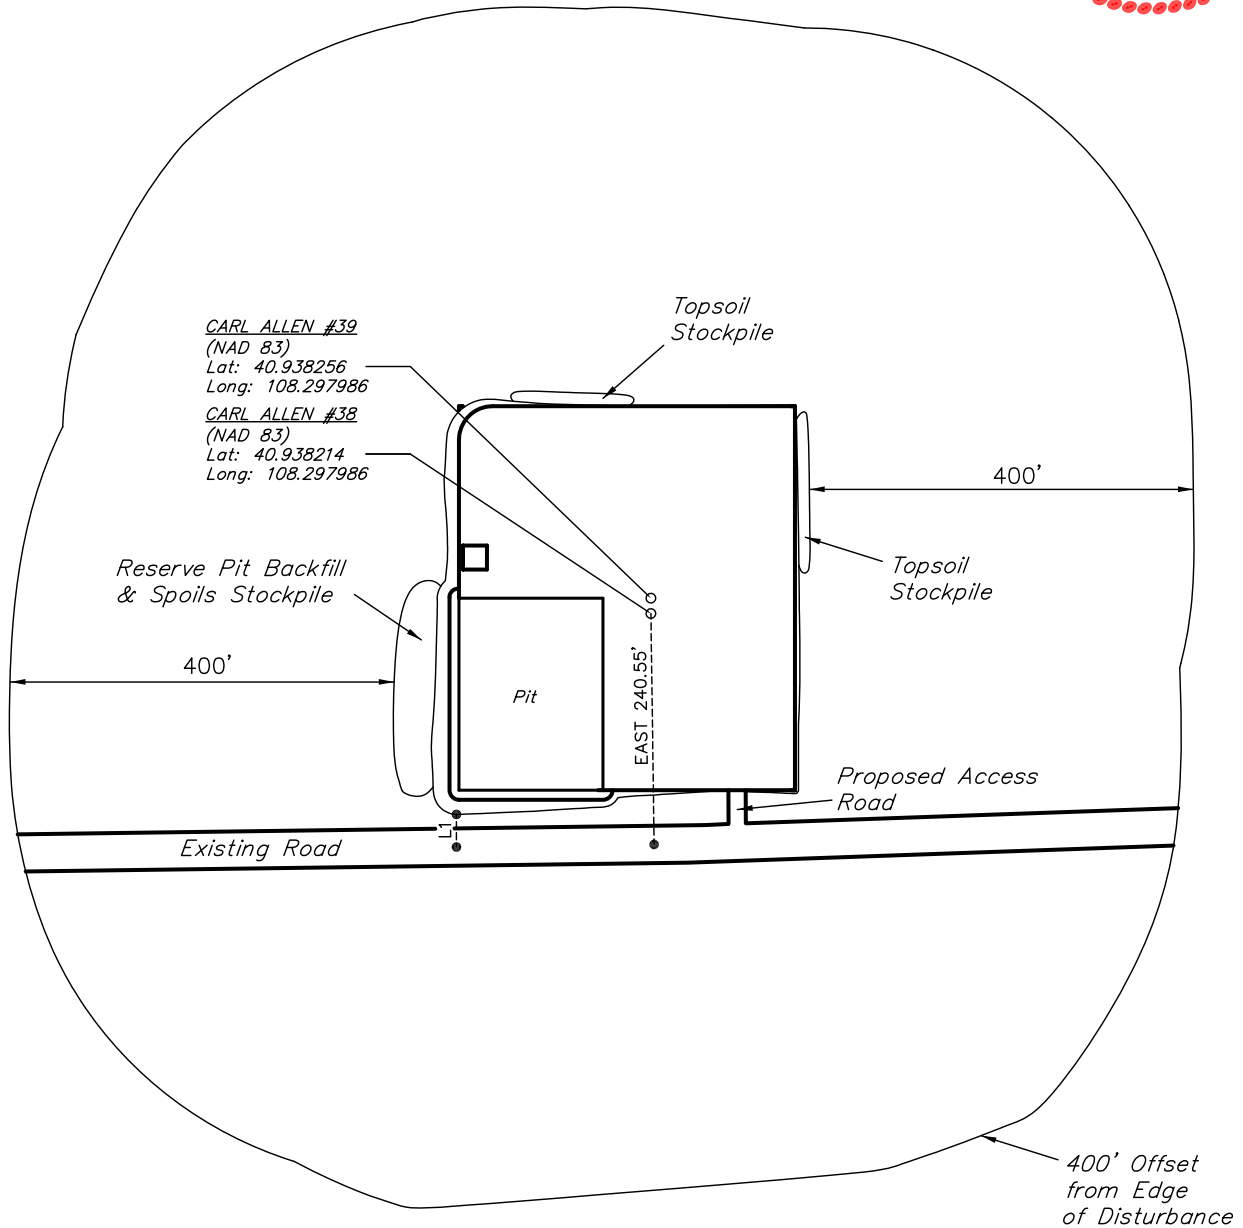 Topsoil
Stockpile
CARL ALLEN #39
(NAD 83)
Lat: 40.938256
Long: 108.297986
CARL ALLEN #38
(NAD 83)
Lat: 40.938214
Long: 108.297986
400'
Reserve Pit Backfill
& Spoils Stockpile
Topsoil
Stockpile
400'
Pit
EAST 240.55'
Proposed Access
Road
L1
Existing Road
400' Offset
from Edge
of Disturbance